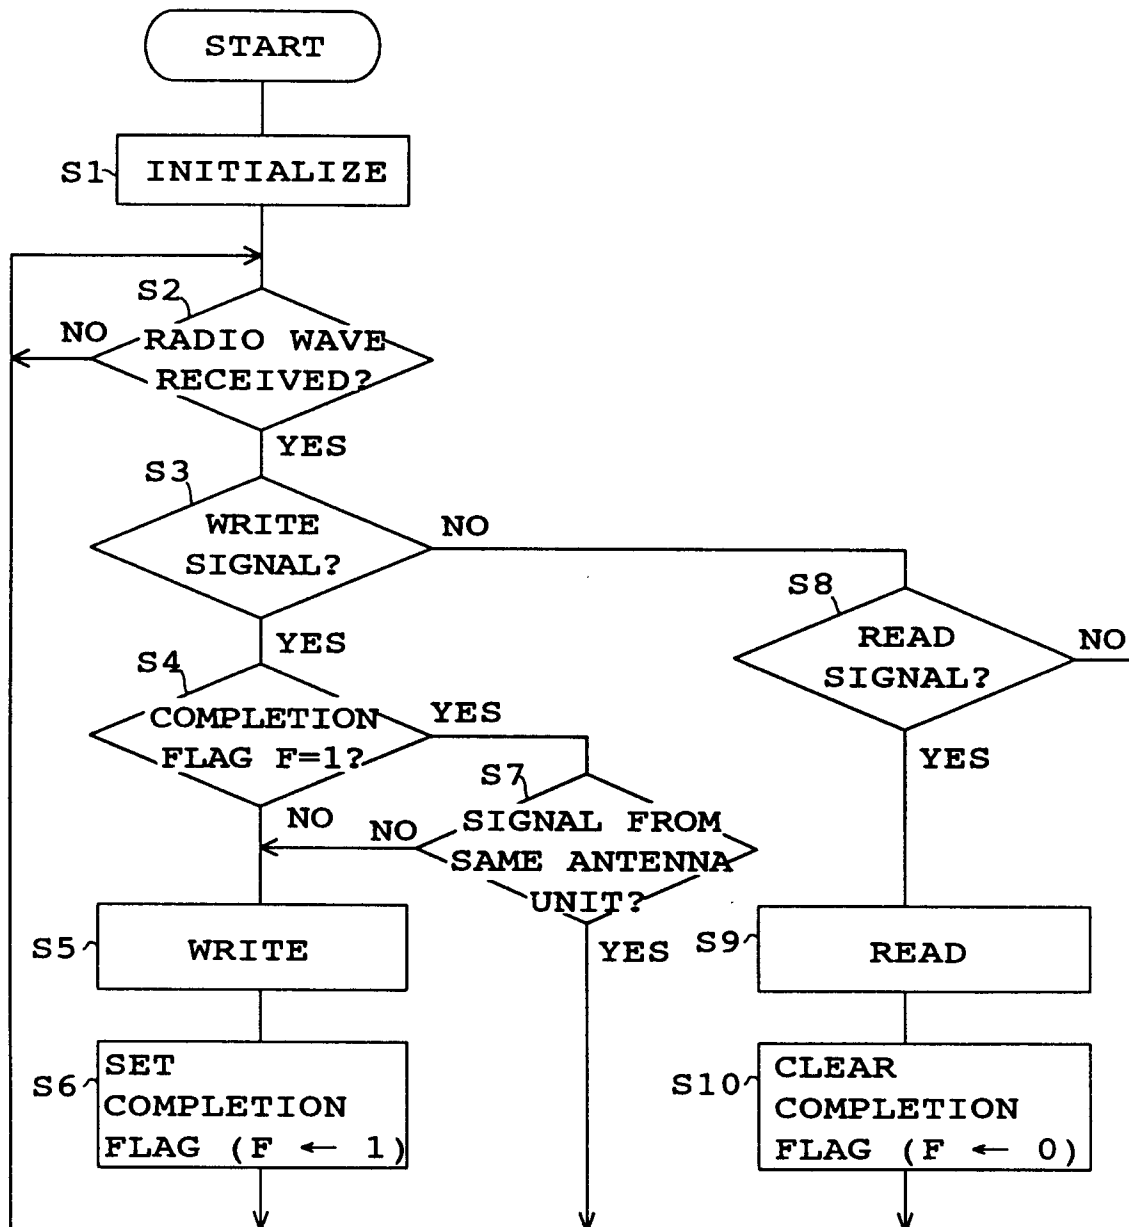 START
S1
INITIALIZE
S2
NO
RADIO WAVE
RECEIVED?
YES
S3
WRITE
SIGNAL?
NO
YES
S8
READ
SIGNAL?
NO
YES
S4
COMPLETION
FLAG F=1?
YES
NO
S7
SIGNAL FROM
SAME ANTENNA
UNIT?
NO
YES
S5
WRITE
S9
READ
S6
SET
COMPLETION
FLAG (F ← 1)
S10
CLEAR
COMPLETION
FLAG (F ← 0)